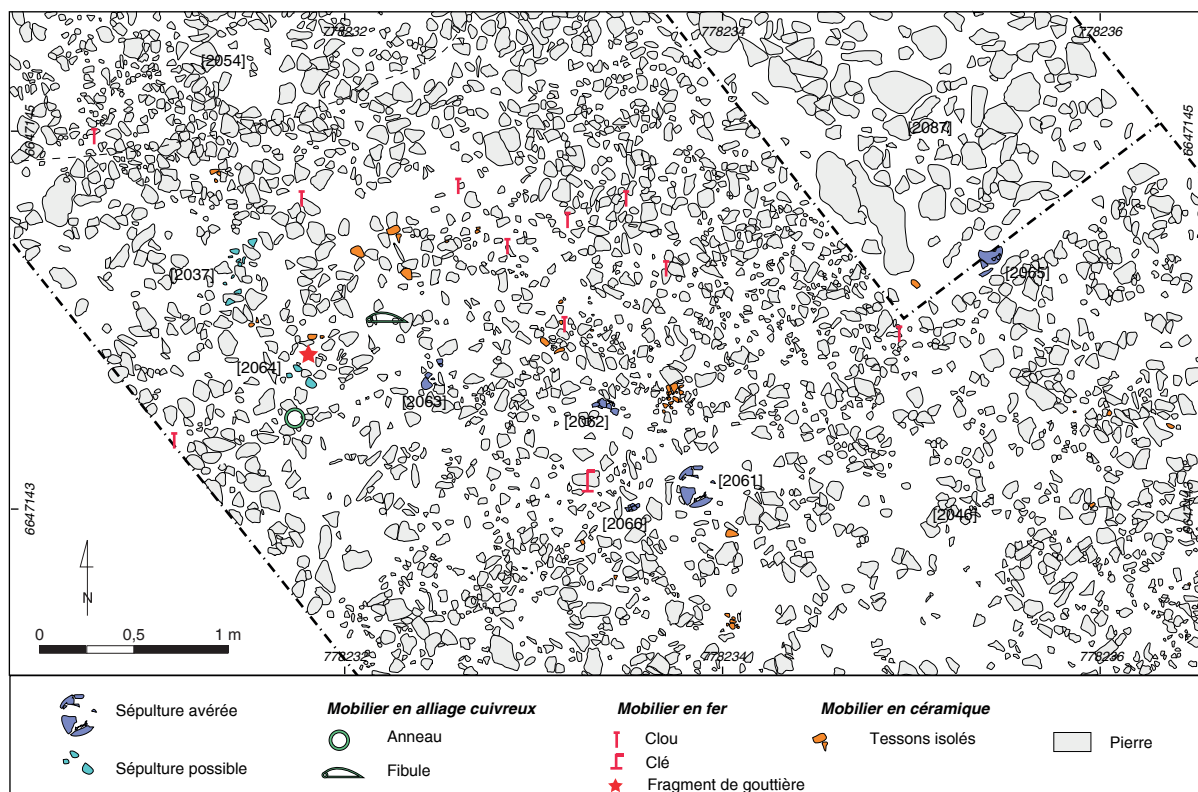 778232
778234
778236
[2054]
6647145
6647145
[2087]
[2037]
[2065]
[2064]
[2063]
[2062]
[2061]
6647143
6647143
[2066]
[2046]
N
0 0,5 1 m
778232
778234
778236
Sépulture avérée
Sépulture possible
Mobilier en alliage cuivreux
Anneau
Fibule
Mobilier en fer
Clou
Clé
Fragment de gouttière
Mobilier en céramique
Tessons isolés
Pierre